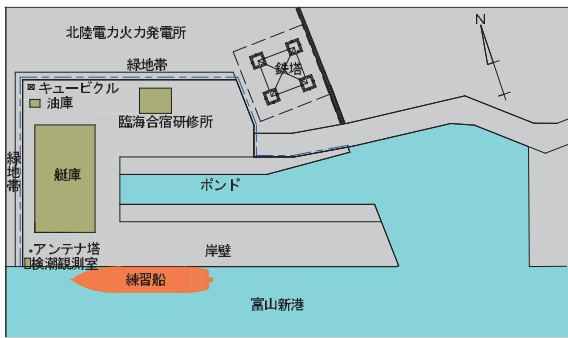 北陸電力火力発電所
N
緑地帯
鉄塔
キュービクル
油庫
臨海合宿研修所
緑地帯
艇庫
ポンド
アンテナ塔
検潮観測室
岸壁
練習船
富山新港